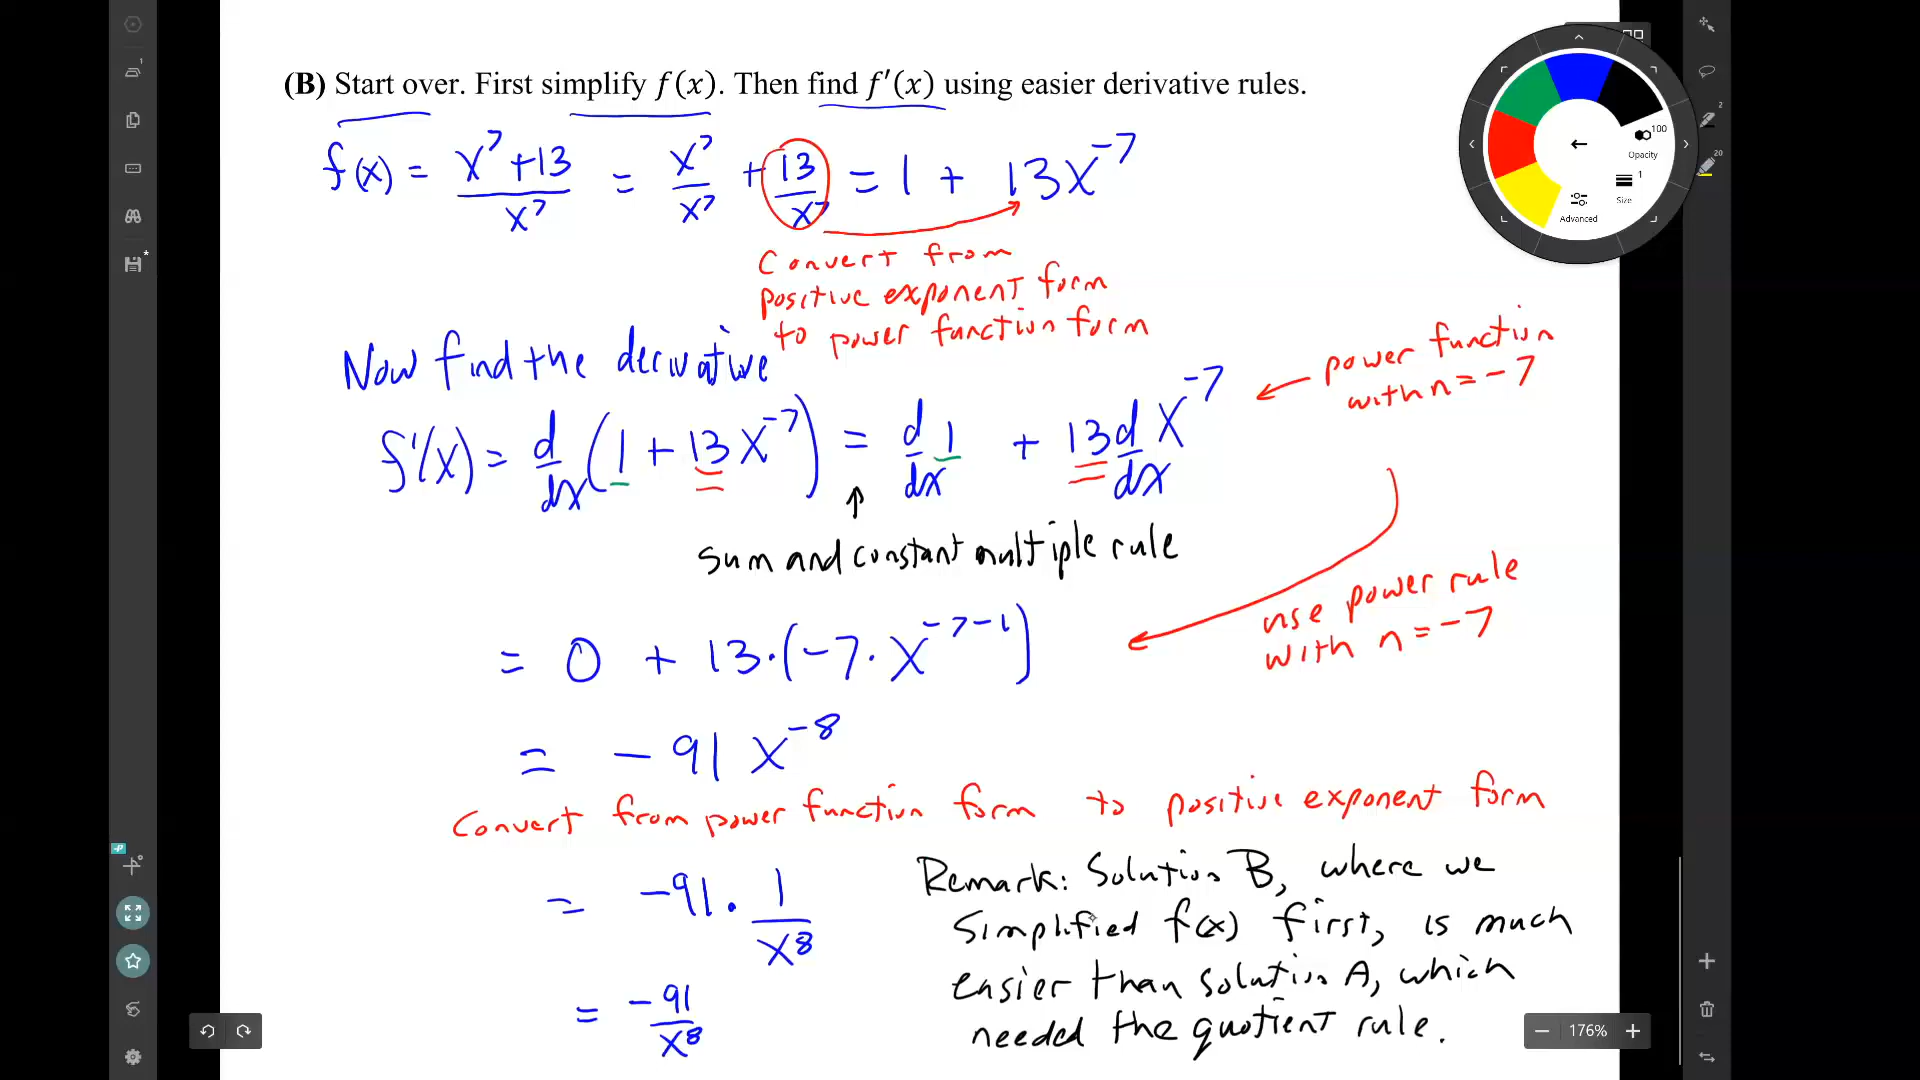 (B) Start over. First simplify f(x). Then find f′(x) using easier derivative rules.
f(x) = (x^7 + 13)/x^7 = x^7/x^7 + 13/x^7 = 1 + 13x^-7
Convert from
positive exponent form
to power function form
Now find the derivative
power function
with n = -7
f'(x) = d/dx (1 + 13x^-7) = d/dx 1 + 13 d/dx x^-7
↑
sum and constant multiple rule
use power rule
with n = -7
= 0 + 13·(-7·x^-7-1)
= -91 x^-8
Convert from power function form to positive exponent form
= -91 · 1/x^8
= -91/x^8
Remark: Solution B, where we
simplified f(x) first, is much
easier than solution A, which
needed the quotient rule.
100
Opacity
1
Size
Advanced
2
20
1
176%